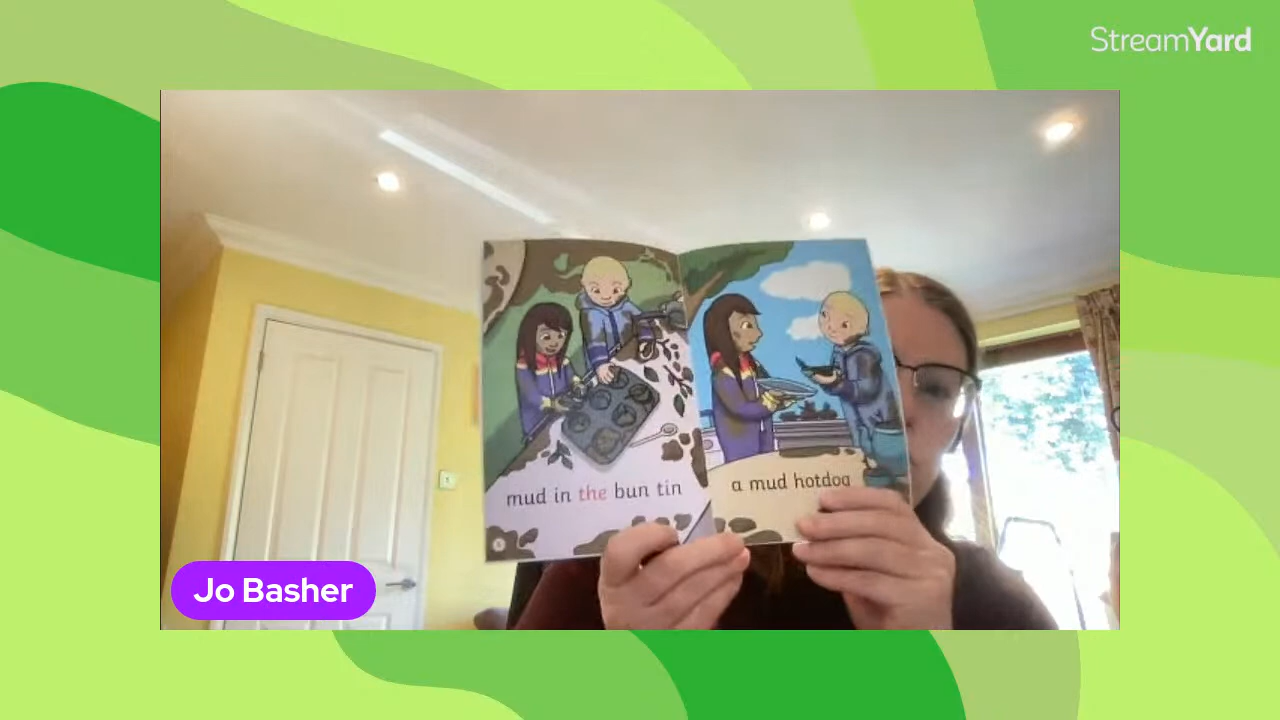 StreamYard
mud in the bun tin
a mud hotdog
Jo Basher